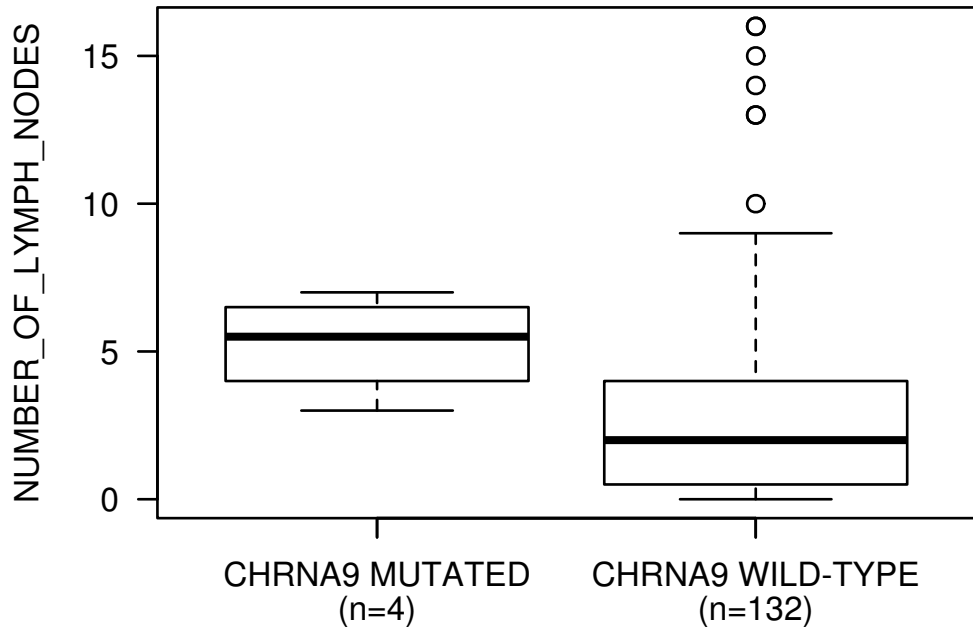 NUMBER_OF_LYMPH_NODES
15
10
5
0
CHRNA9 MUTATED
(n=4)
CHRNA9 WILD-TYPE
(n=132)